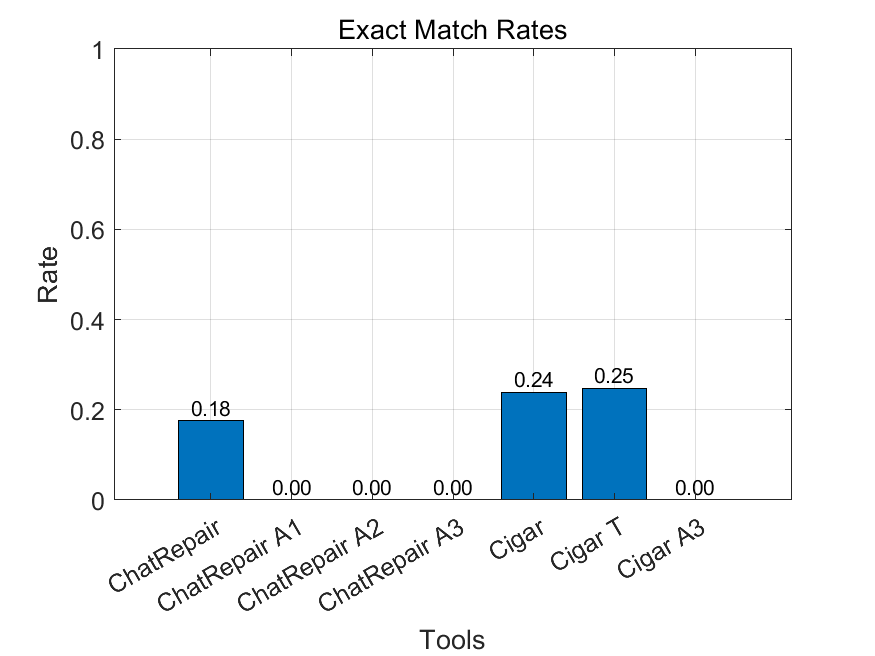 Exact Match Rates
1
0.8
0.6
0.4
0.2
0
Rate
0.18
0.00
0.00
0.00
0.24
0.25
0.00
ChatRepair
ChatRepair A1
ChatRepair A2
ChatRepair A3
Cigar
Cigar T
Cigar A3
Tools